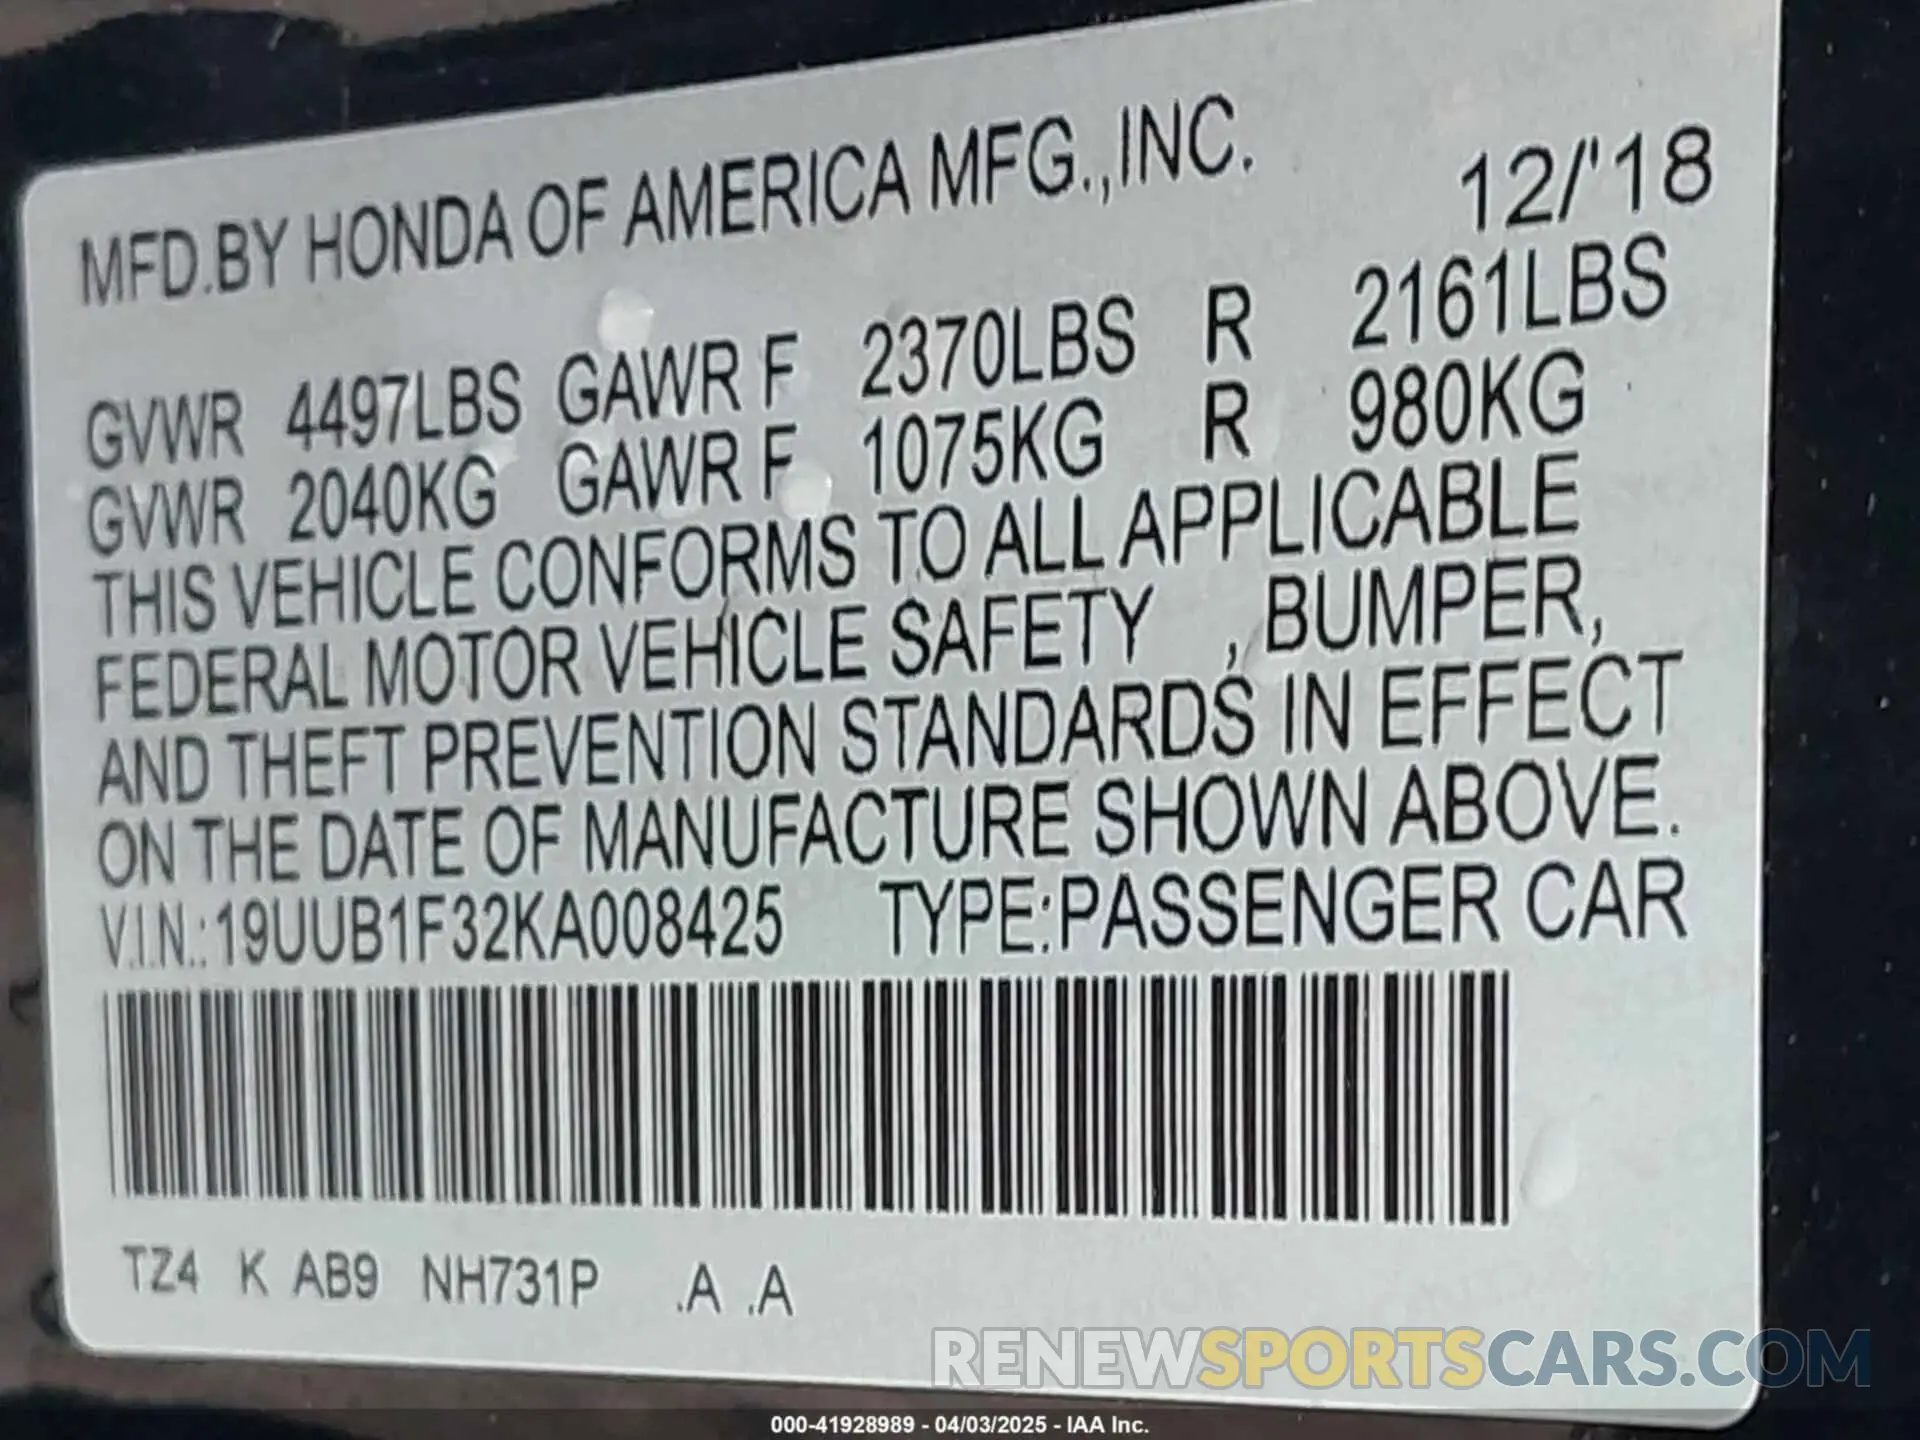 MFD.BY HONDA OF AMERICA MFG.,INC. 12/'18
GVWR 4497LBS GAWR F 2370LBS R 2161LBS
GVWR 2040KG GAWR F 1075KG R 980KG
THIS VEHICLE CONFORMS TO ALL APPLICABLE
FEDERAL MOTOR VEHICLE SAFETY , BUMPER,
AND THEFT PREVENTION STANDARDS IN EFFECT
ON THE DATE OF MANUFACTURE SHOWN ABOVE.
V.I.N.:19UUB1F32KA008425 TYPE:PASSENGER CAR
TZ4 K AB9 NH731P .A .A
RENEWSPORTSCARS.COM
000-41928989 - 04/03/2025 - IAA Inc.